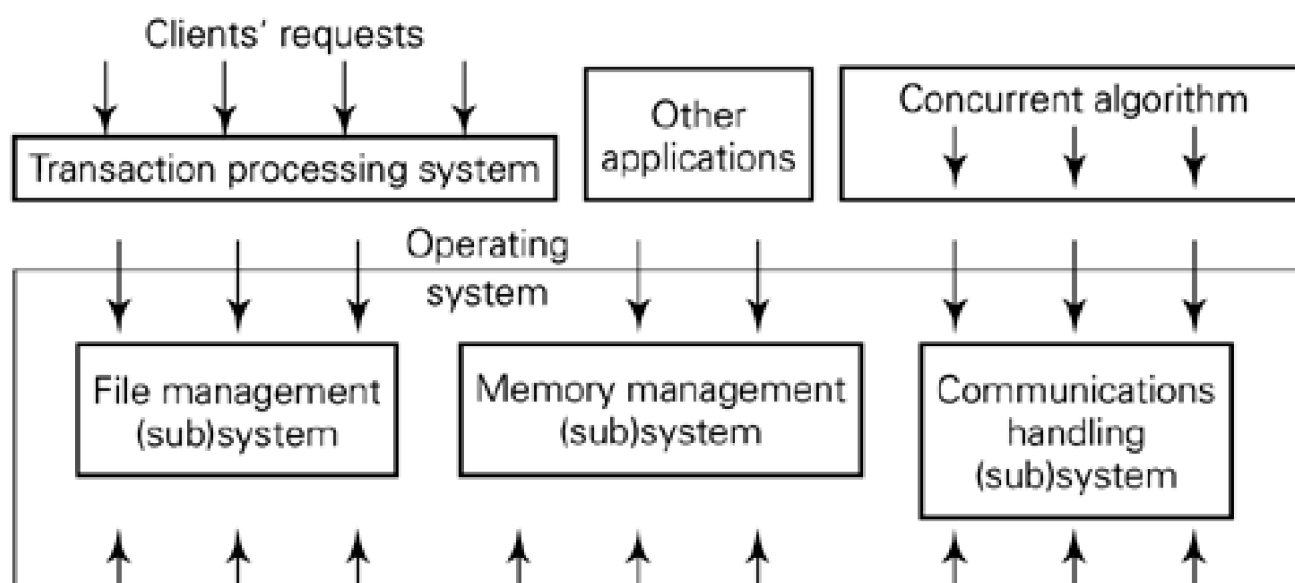 Clients' requests
Transaction processing system
Other
applications
Concurrent algorithm
Operating
system
File management
(sub)system
Memory management
(sub)system
Communications
handling
(sub)system